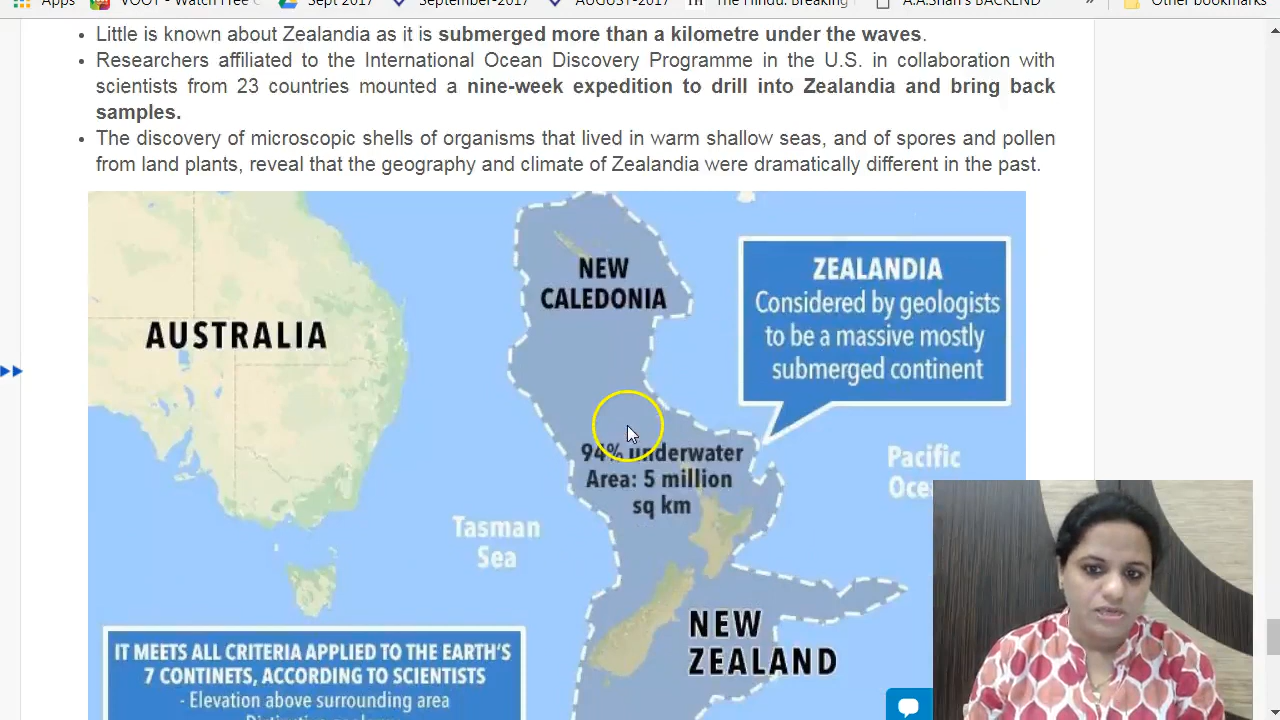 Apps VOOT - Watch Free Sept 2017 September-2017 AUGUST-2017 TH The Hindu: Breaking A.A.Shah's BACKEND » Other bookmarks
• Little is known about Zealandia as it is submerged more than a kilometre under the waves.
• Researchers affiliated to the International Ocean Discovery Programme in the U.S. in collaboration with
scientists from 23 countries mounted a nine-week expedition to drill into Zealandia and bring back
samples.
• The discovery of microscopic shells of organisms that lived in warm shallow seas, and of spores and pollen
from land plants, reveal that the geography and climate of Zealandia were dramatically different in the past.
AUSTRALIA
NEW
CALEDONIA
ZEALANDIA
Considered by geologists
to be a massive mostly
submerged continent
94% underwater
Area: 5 million
sq km
Pacific
Tasman
Sea
NEW
ZEALAND
IT MEETS ALL CRITERIA APPLIED TO THE EARTH'S
7 CONTINETS, ACCORDING TO SCIENTISTS
- Elevation above surrounding area